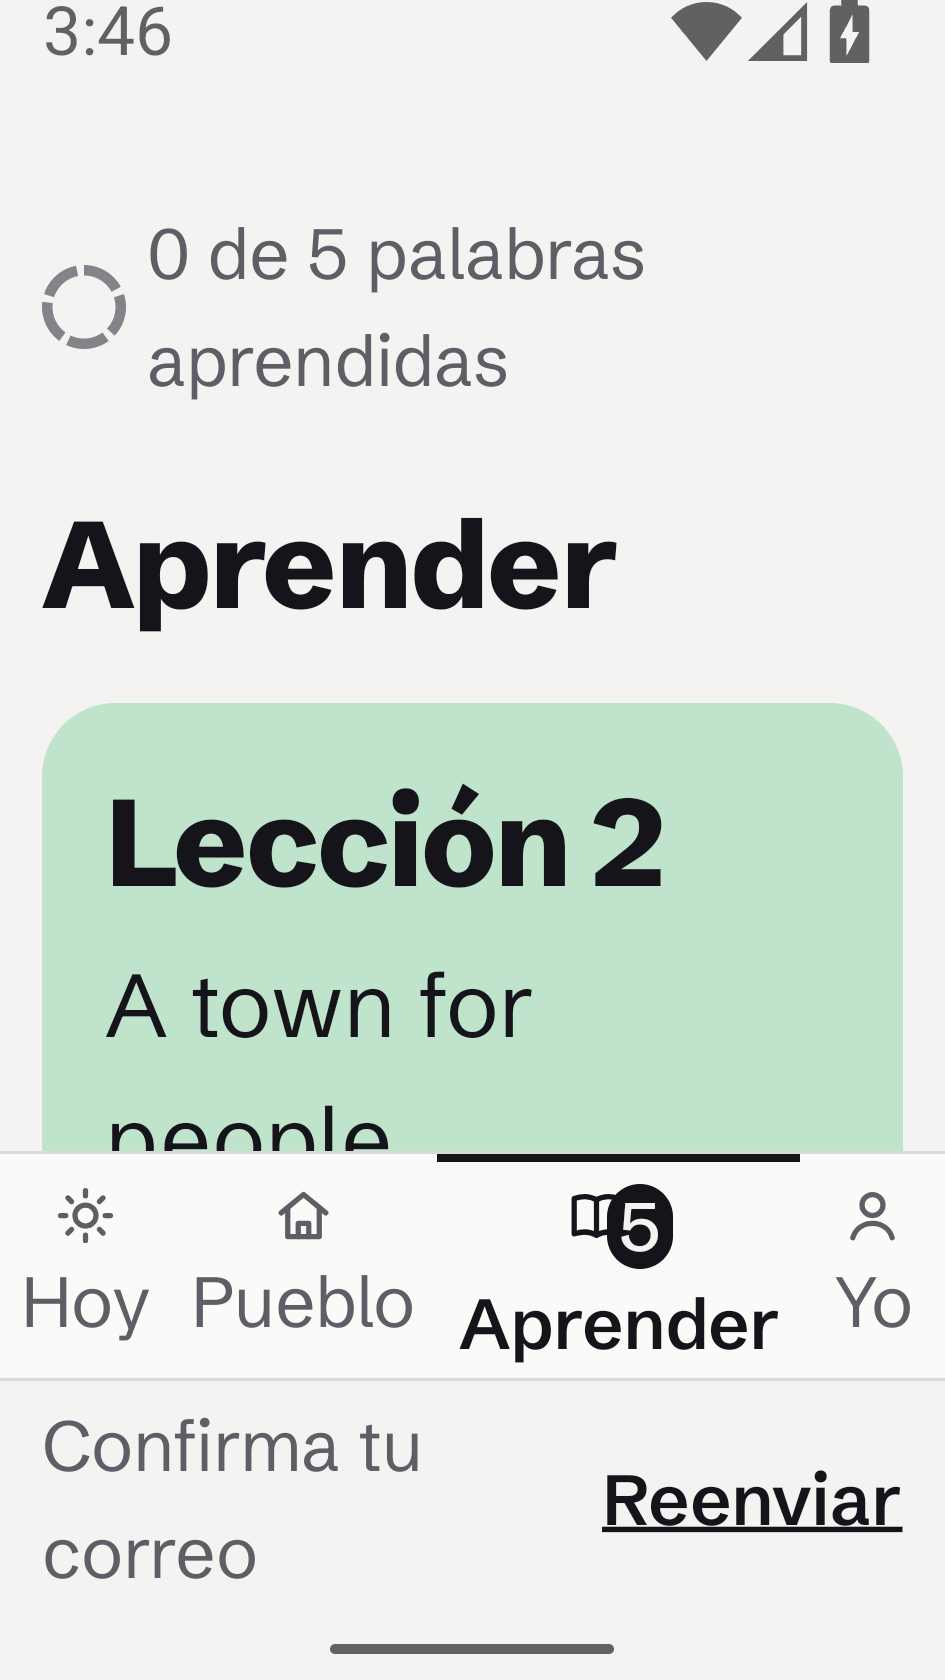 3:46
0 de 5 palabras
aprendidas
Aprender
Lección 2
A town for
people
5
Hoy
Pueblo
Aprender
Yo
Confirma tu
correo
Reenviar